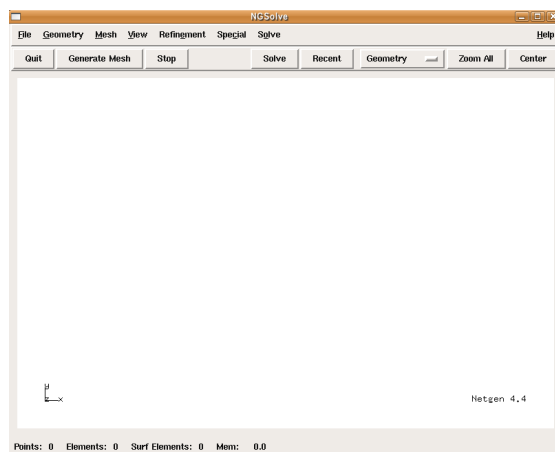 NGSolve
File Geometry Mesh View Refinement Special Solve Help
Quit Generate Mesh Stop Solve Recent Geometry Zoom All Center
y
z x
Netgen 4.4
Points: 0 Elements: 0 Surf Elements: 0 Mem: 0.0